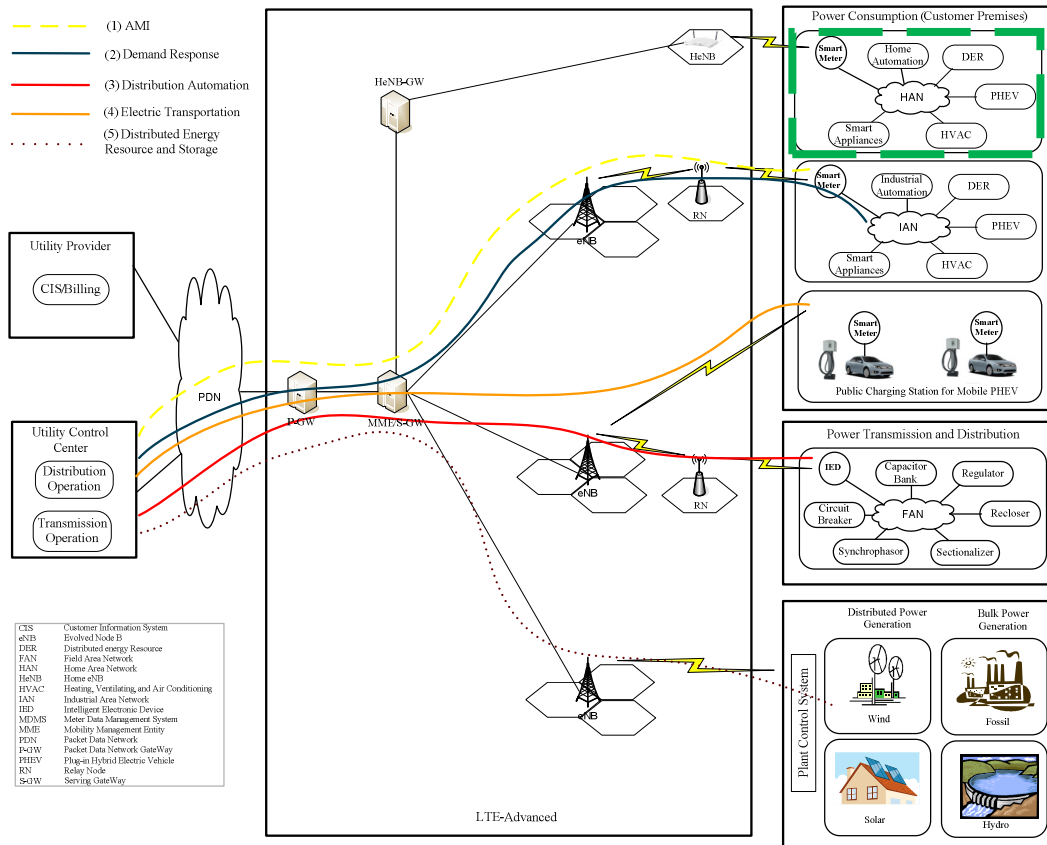 (1) AMI
(2) Demand Response
(3) Distribution Automation
(4) Electric Transportation
(5) Distributed Energy
Resource and Storage
Utility Provider
CIS/Billing
PDN
Utility Control
Center
Distribution
Operation
Transmission
Operation
CIS Customer Information System
eNB Evolved Node B
DER Distributed energy Resource
FAN Field Area Network
HAN Home Area Network
HeNB Home eNB
HVAC Heating, Ventilating, and Air Conditioning
IAN Industrial Area Network
IED Intelligent Electronic Device
MDMS Meter Data Management System
MME Mobility Management Entity
PDN Packet Data Network
P-GW Packet Data Network GateWay
PHEV Plug-in Hybrid Electric Vehicle
RN Relay Node
S-GW Serving GateWay
HeNB-GW
HeNB
P-GW
MME/S-GW
eNB
RN
eNB
RN
eNB
LTE-Advanced
Power Consumption (Customer Premises)
Smart
Meter
Home
Automation
DER
HAN
PHEV
Smart
Appliances
HVAC
Smart
Meter
Industrial
Automation
DER
IAN
PHEV
Smart
Appliances
HVAC
Smart
Meter
Smart
Meter
Public Charging Station for Mobile PHEV
Power Transmission and Distribution
IED
Capacitor
Bank
Regulator
Circuit
Breaker
FAN
Recloser
Synchrophasor
Sectionalizer
Plant Control System
Distributed Power
Generation
Bulk Power
Generation
Wind
Fossil
Solar
Hydro